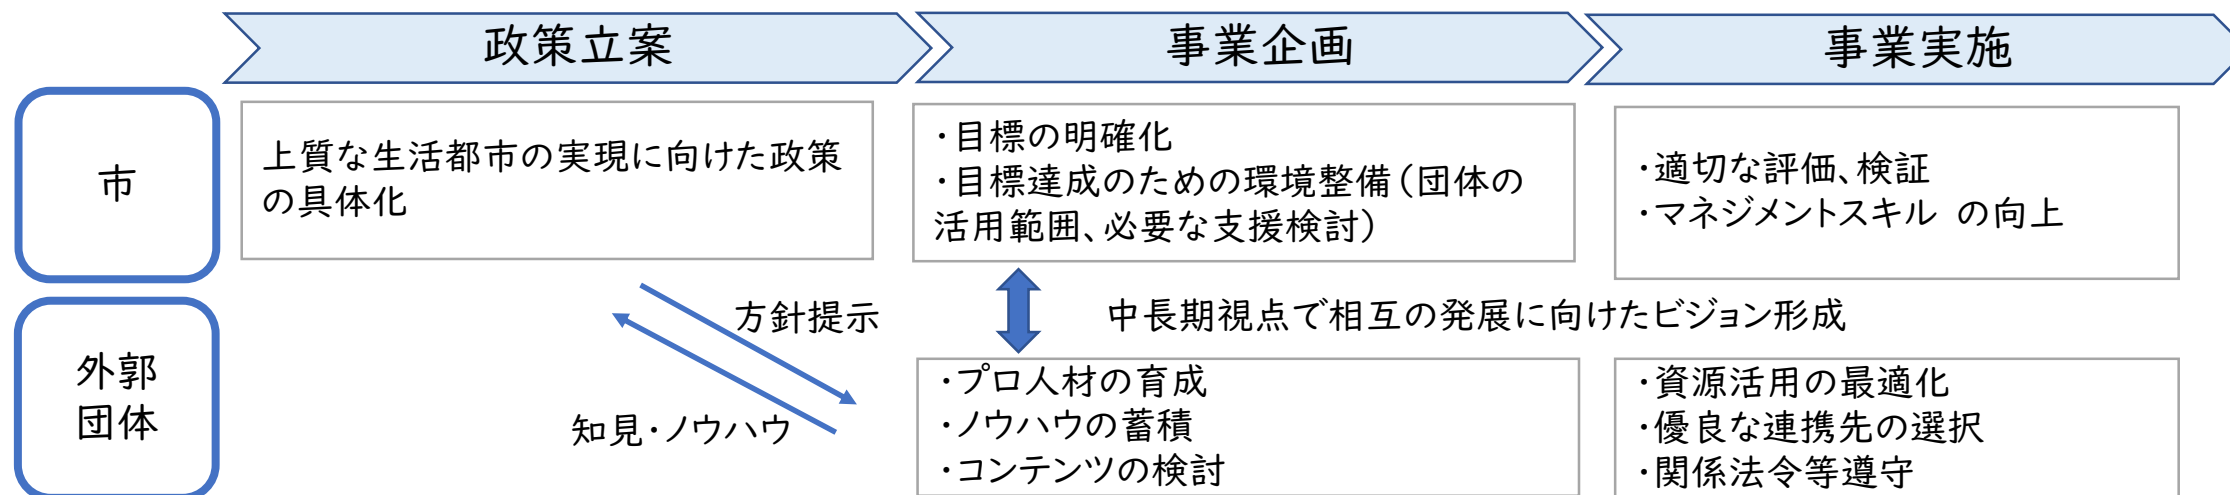 政策立案
事業企画
事業実施
市
上質な生活都市の実現に向けた政策
の具体化
・目標の明確化
・目標達成のための環境整備(団体の
活用範囲、必要な支援検討)
・適切な評価、検証
・マネジメントスキル の向上
方針提示
中長期視点で相互の発展に向けたビジョン形成
知見・ノウハウ
外郭
団体
・プロ人材の育成
・ノウハウの蓄積
・コンテンツの検討
・資源活用の最適化
・優良な連携先の選択
・関係法令等遵守